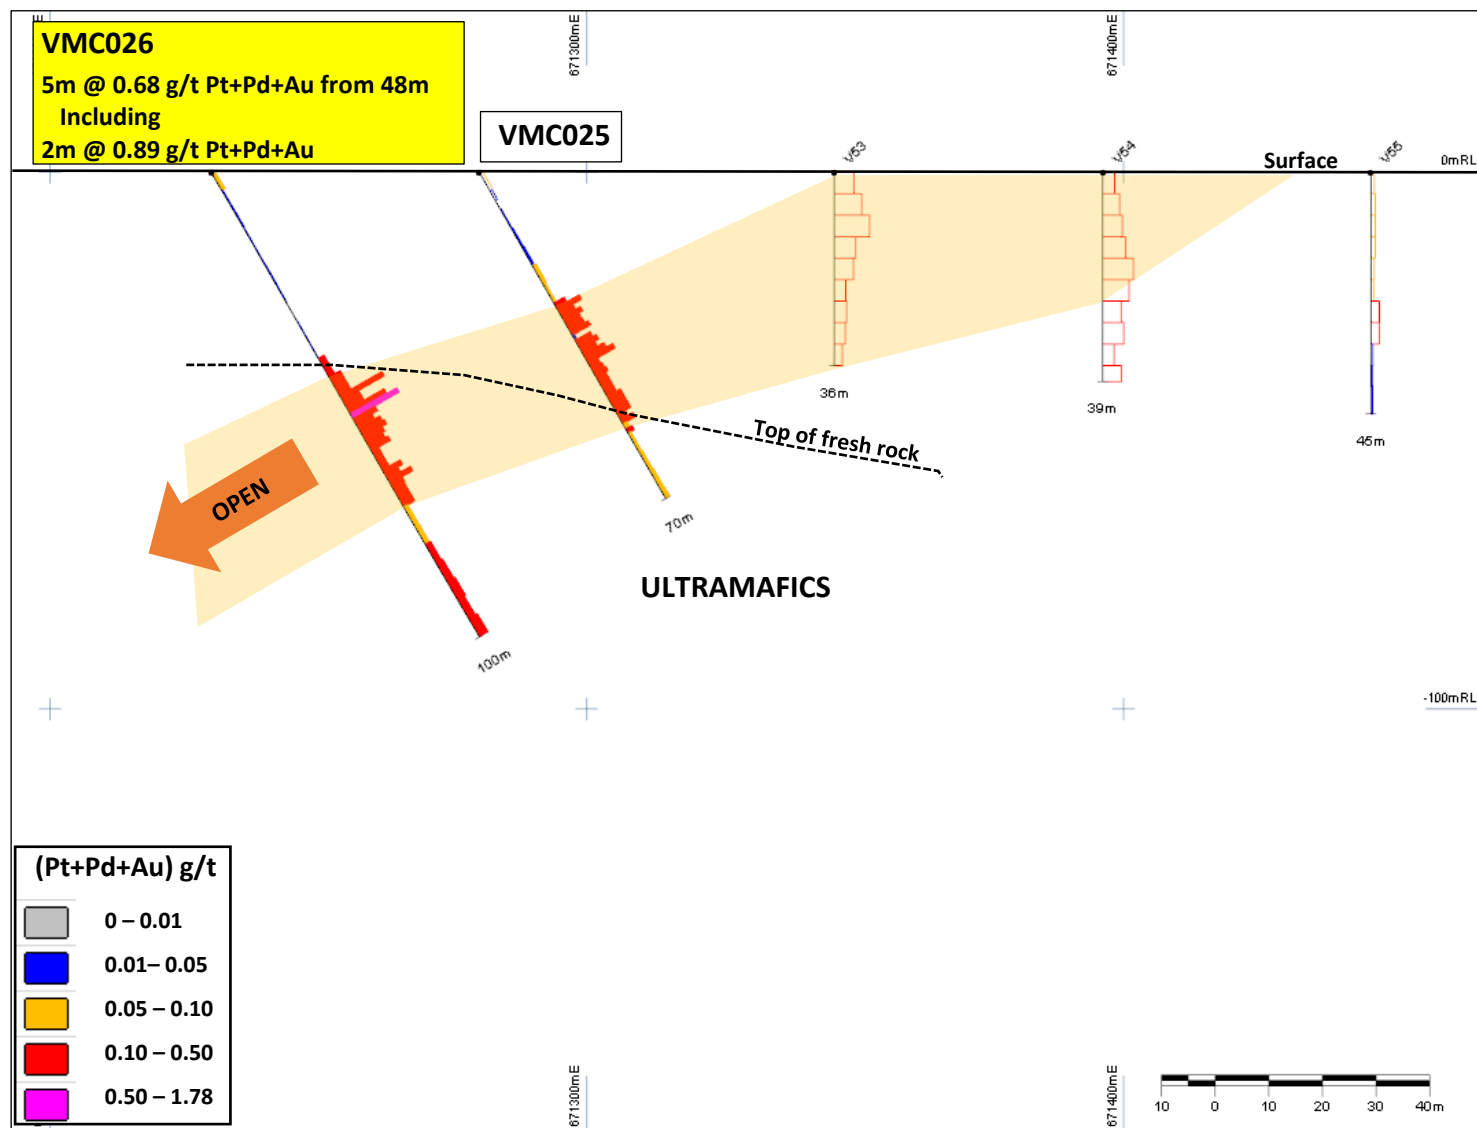 VMC026
5m @ 0.68 g/t Pt+Pd+Au from 48m
Including
2m @ 0.89 g/t Pt+Pd+Au
VMC025
671300mE
671400mE
V53
V54
V55
Surface
0mRL
36m
39m
45m
Top of fresh rock
OPEN
70m
100m
ULTRAMAFICS
-100mRL
(Pt+Pd+Au) g/t
0 – 0.01
0.01– 0.05
0.05 – 0.10
0.10 – 0.50
0.50 – 1.78
671300mE
671400mE
10 0 10 20 30 40m